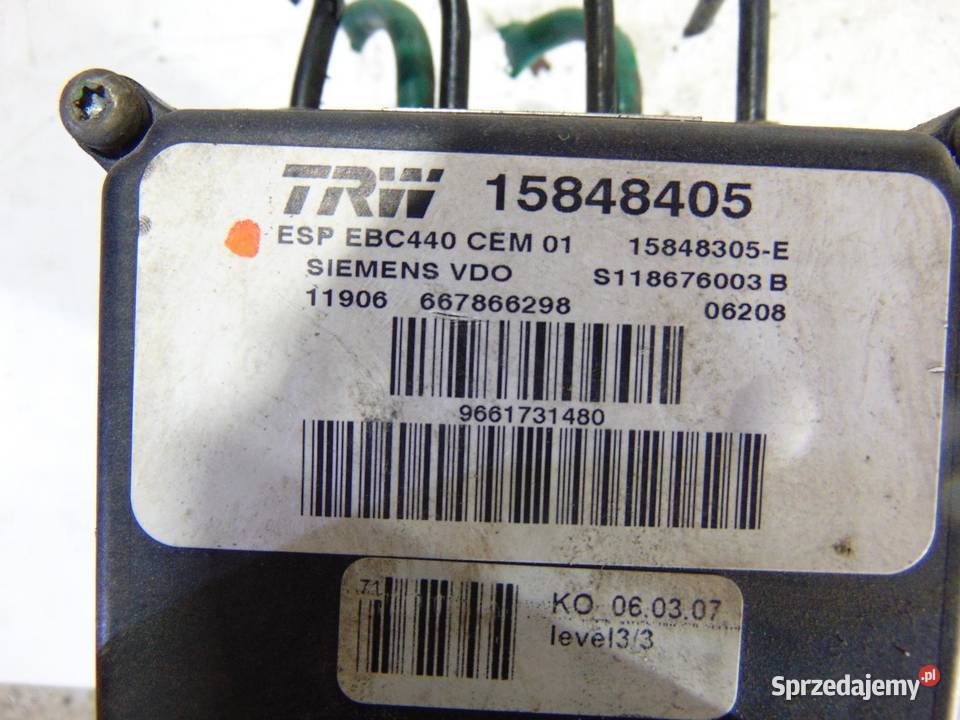 TRW 15848405
ESP EBC440 CEM 01 15848305-E
SIEMENS VDO S118676003 B
11906 667866298 06208
9661731480
71
KO 06.03.07
level3/3
Sprzedajemy.pl